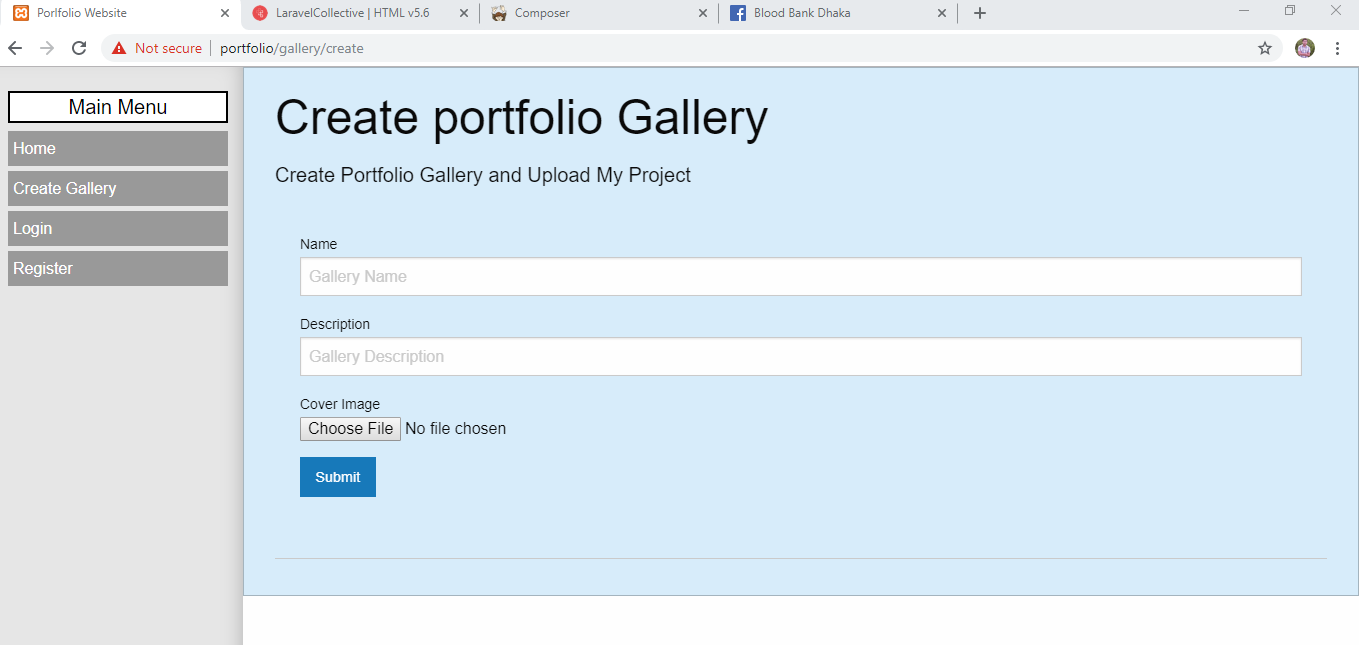 Porlfolio Website
LaravelCollective | HTML v5.6
Composer
Blood Bank Dhaka
Not secure | portfolio/gallery/create
Main Menu
Home
Create Gallery
Login
Register
Create portfolio Gallery
Create Portfolio Gallery and Upload My Project
Name
Gallery Name
Description
Gallery Description
Cover Image
Choose File No file chosen
Submit